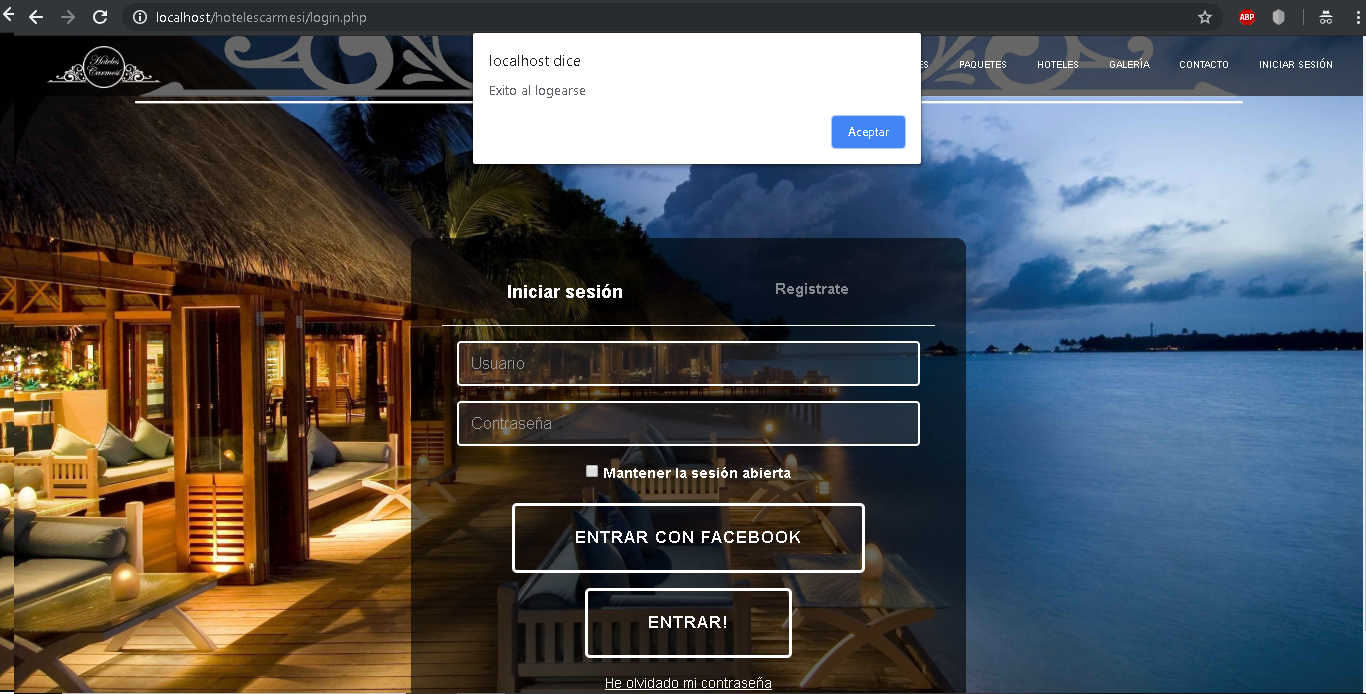 localhost/hotelescarmesi/login.php
ABP
Hoteles
Carmesí
localhost dice
Exito al logearse
Aceptar
ES
PAQUETES
HOTELES
GALERÍA
CONTACTO
INICIAR SESIÓN
Iniciar sesión
Registrate
Usuario
Contraseña
Mantener la sesión abierta
ENTRAR CON FACEBOOK
ENTRAR!
He olvidado mi contraseña